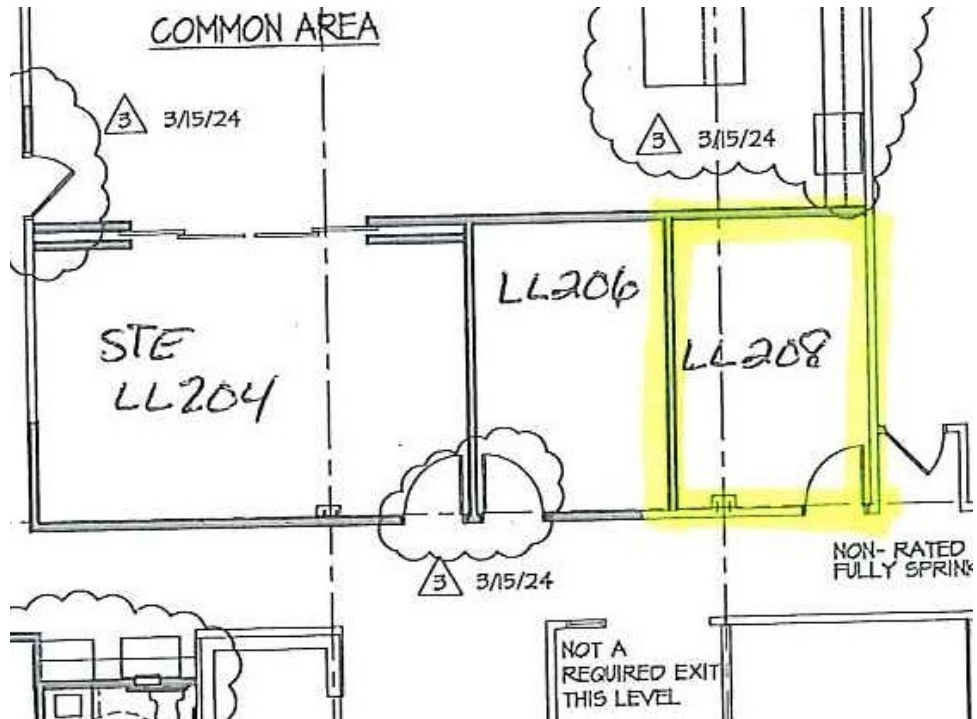 COMMON AREA
3 3/15/24
3 3/15/24
LL206
STE
LL204
LL208
3 3/15/24
NON-RATED
FULLY SPRINK
NOT A
REQUIRED EXIT
THIS LEVEL